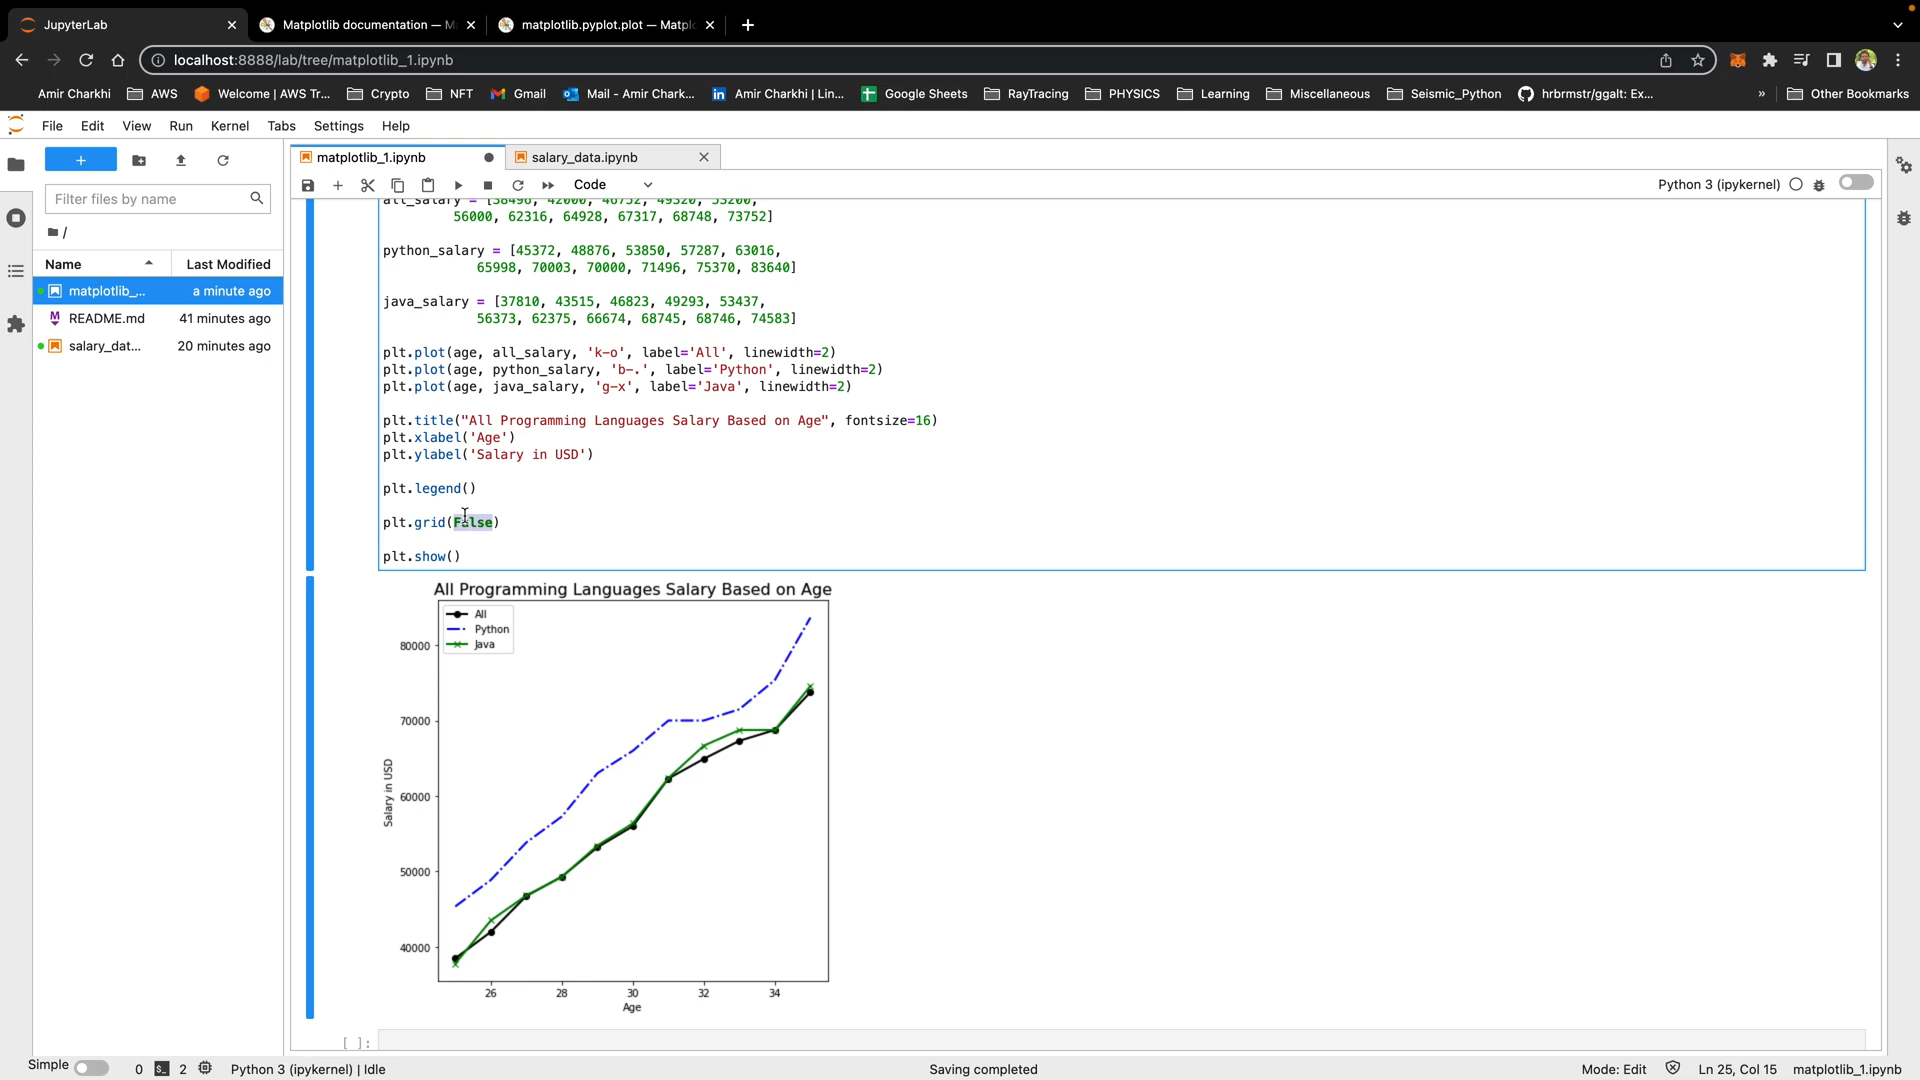 JupyterLab
Matplotlib documentation — M
matplotlib.pyplot.plot — Matpl
localhost:8888/lab/tree/matplotlib_1.ipynb
Amir Charkhi
AWS
Welcome | AWS Tr...
Crypto
NFT
Gmail
Mail - Amir Chark...
Amir Charkhi | Lin...
Google Sheets
RayTracing
PHYSICS
Learning
Miscellaneous
Seismic_Python
hrbrmstr/ggalt: Ex...
»
Other Bookmarks
File Edit View Run Kernel Tabs Settings Help
matplotlib_1.ipynb
salary_data.ipynb
Code
Python 3 (ipykernel)
Filter files by name
/
Name
Last Modified
matplotlib_...
a minute ago
README.md
41 minutes ago
salary_dat...
20 minutes ago
all_salary = [38496, 42000, 46752, 49320, 53200,
56000, 62316, 64928, 67317, 68748, 73752]
python_salary = [45372, 48876, 53850, 57287, 63016,
65998, 70003, 70000, 71496, 75370, 83640]
java_salary = [37810, 43515, 46823, 49293, 53437,
56373, 62375, 66674, 68745, 68746, 74583]
plt.plot(age, all_salary, 'k-o', label='All', linewidth=2)
plt.plot(age, python_salary, 'b-.', label='Python', linewidth=2)
plt.plot(age, java_salary, 'g-x', label='Java', linewidth=2)
plt.title("All Programming Languages Salary Based on Age", fontsize=16)
plt.xlabel('Age')
plt.ylabel('Salary in USD')
plt.legend()
plt.grid(False)
plt.show()
All Programming Languages Salary Based on Age
All
Python
Java
80000
70000
60000
50000
40000
Salary in USD
26 28 30 32 34
Age
[ ]:
Simple
0
2
Python 3 (ipykernel) | Idle
Saving completed
Mode: Edit
Ln 25, Col 15
matplotlib_1.ipynb